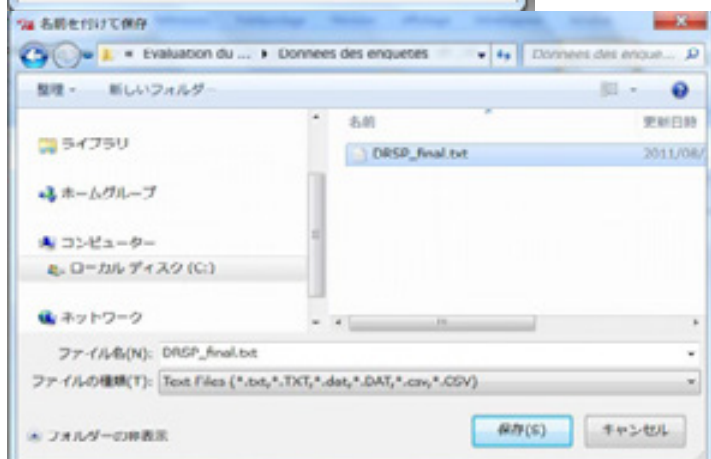 名前を付けて保存
« Evaluation du ... ▸ Donnees des enquetes
Donnees des enque...
整理
新しいフォルダー
名前
更新日時
DRSP_final.txt
2011/08/
ライブラリ
ホームグループ
コンピューター
ローカル ディスク (C:)
ネットワーク
ファイル名(N): DRSP_final.txt
ファイルの種類(T): Text Files (*.txt,*.TXT,*.dat,*.DAT,*.csv,*.CSV)
フォルダーの非表示
保存(S)
キャンセル